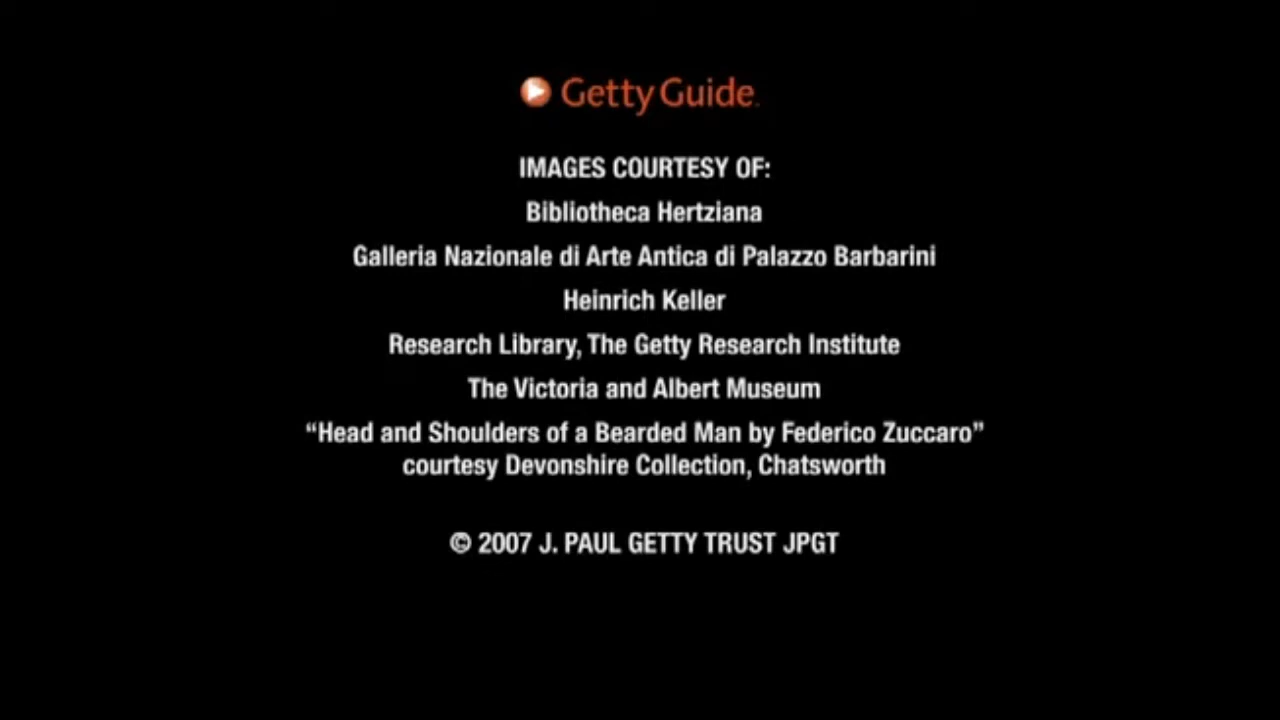 GettyGuide.
IMAGES COURTESY OF:
Bibliotheca Hertziana
Galleria Nazionale di Arte Antica di Palazzo Barbarini
Heinrich Keller
Research Library, The Getty Research Institute
The Victoria and Albert Museum
“Head and Shoulders of a Bearded Man by Federico Zuccaro”
courtesy Devonshire Collection, Chatsworth
© 2007 J. PAUL GETTY TRUST JPGT